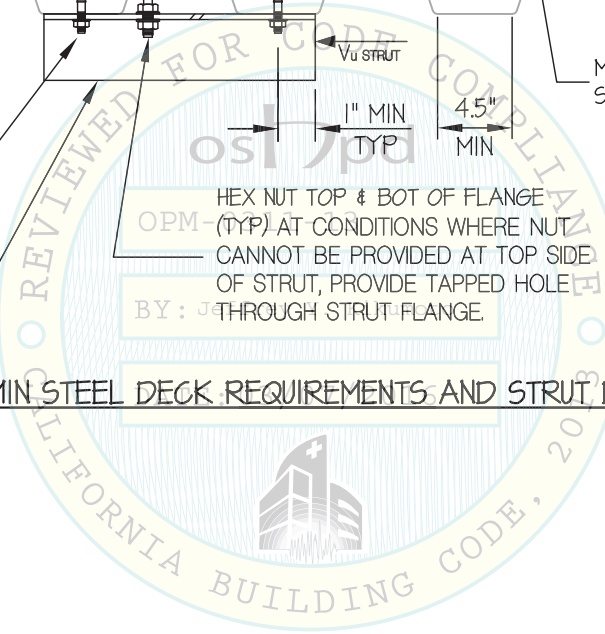 Vu STRUT
M
S
1" MIN
TYP
4.5"
MIN
HEX NUT TOP & BOT OF FLANGE
(TYP) AT CONDITIONS WHERE NUT
CANNOT BE PROVIDED AT TOP SIDE
OF STRUT, PROVIDE TAPPED HOLE
THROUGH STRUT FLANGE.
MIN STEEL DECK REQUIREMENTS AND STRUT
REVIEWED FOR CODE COMPLIANCE
oshpd
BY:
CALIFORNIA BUILDING CODE, 2013